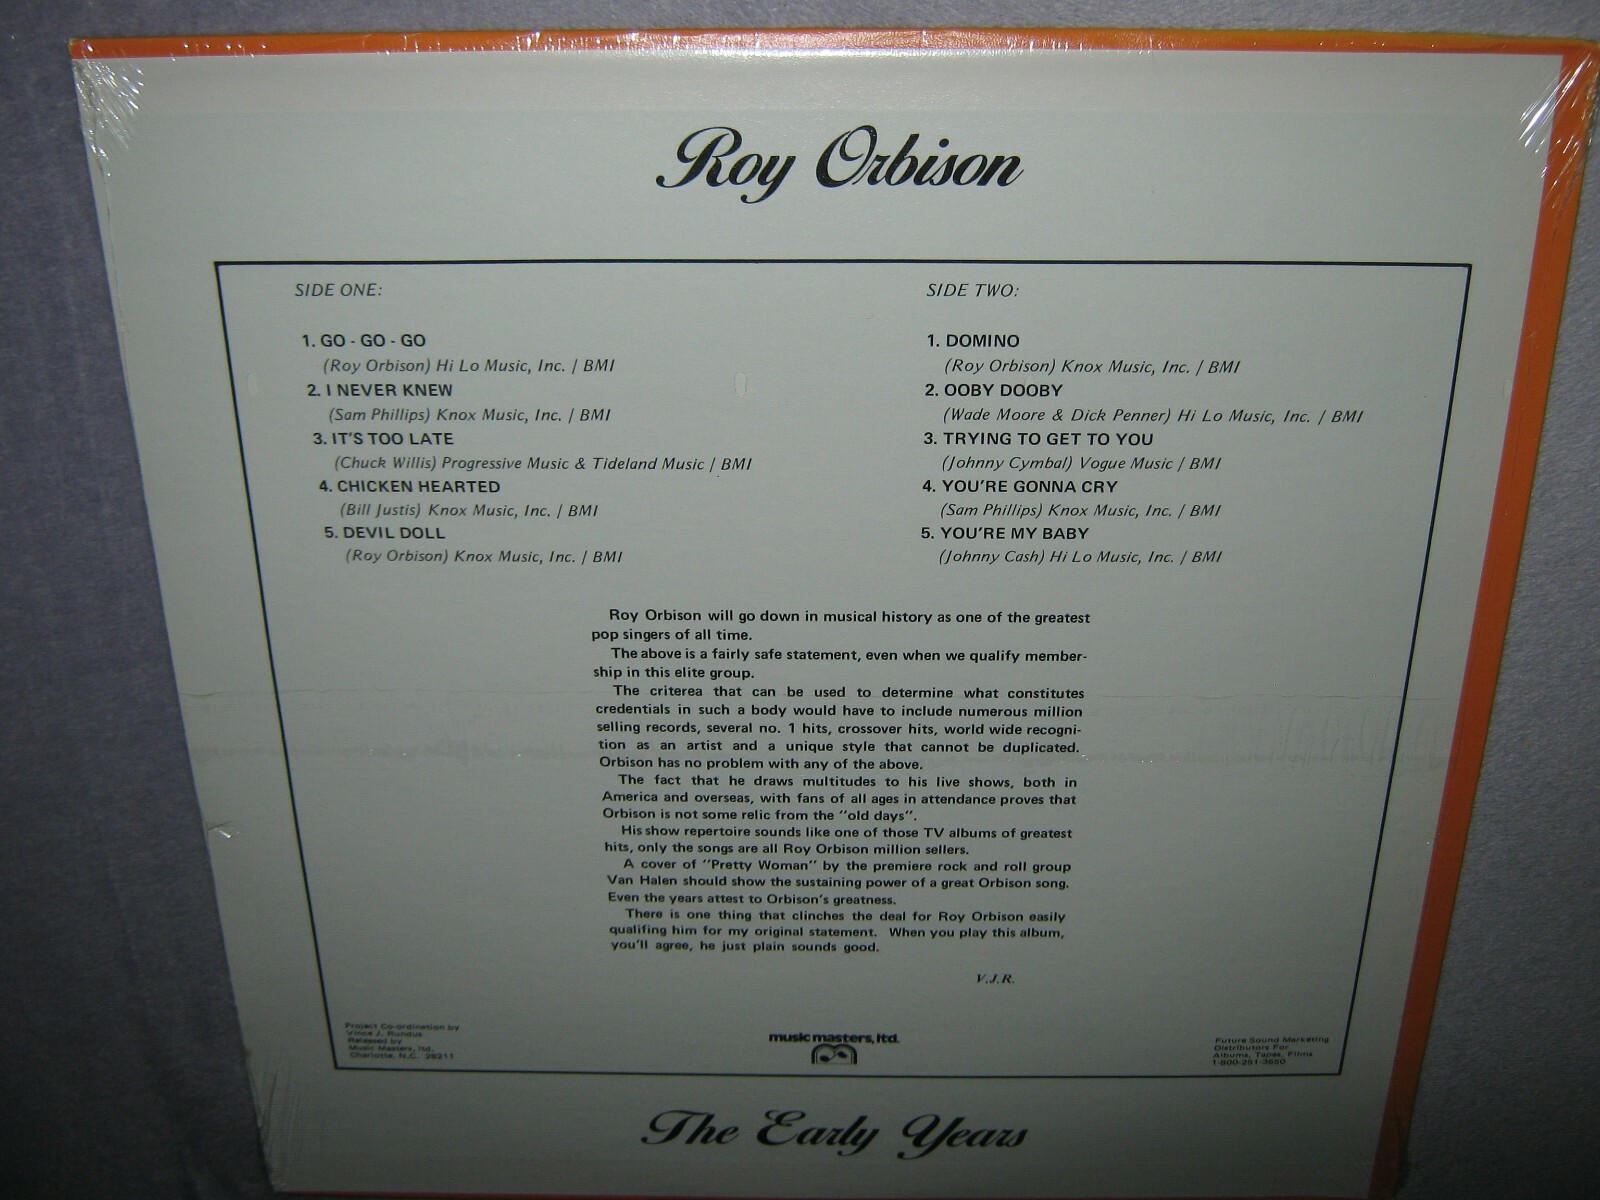 Roy Orbison
SIDE ONE:
1. GO - GO - GO
(Roy Orbison) Hi Lo Music, Inc. / BMI
2. I NEVER KNEW
(Sam Phillips) Knox Music, Inc. / BMI
3. IT'S TOO LATE
(Chuck Willis) Progressive Music & Tideland Music / BMI
4. CHICKEN HEARTED
(Bill Justis) Knox Music, Inc. / BMI
5. DEVIL DOLL
(Roy Orbison) Knox Music, Inc. / BMI
SIDE TWO:
1. DOMINO
(Roy Orbison) Knox Music, Inc. / BMI
2. OOBY DOOBY
(Wade Moore & Dick Penner) Hi Lo Music, Inc. / BMI
3. TRYING TO GET TO YOU
(Johnny Cymbal) Vogue Music / BMI
4. YOU'RE GONNA CRY
(Sam Phillips) Knox Music, Inc. / BMI
5. YOU'RE MY BABY
(Johnny Cash) Hi Lo Music, Inc. / BMI
Roy Orbison will go down in musical history as one of the greatest
pop singers of all time.
The above is a fairly safe statement, even when we qualify member-
ship in this elite group.
The criterea that can be used to determine what constitutes
credentials in such a body would have to include numerous million
selling records, several no. 1 hits, crossover hits, world wide recogni-
tion as an artist and a unique style that cannot be duplicated.
Orbison has no problem with any of the above.
The fact that he draws multitudes to his live shows, both in
America and overseas, with fans of all ages in attendance proves that
Orbison is not some relic from the "old days".
His show repertoire sounds like one of those TV albums of greatest
hits, only the songs are all Roy Orbison million sellers.
A cover of "Pretty Woman" by the premiere rock and roll group
Van Halen should show the sustaining power of a great Orbison song.
Even the years attest to Orbison's greatness.
There is one thing that clinches the deal for Roy Orbison easily
qualifing him for my original statement. When you play this album,
you'll agree, he just plain sounds good.
V.J.R.
Project Co-ordination by
Vince J. Rundus
Released by
Music Masters, ltd.
Charlotte, N.C. 28211
music masters, ltd.
Future Sound Marketing
Distributors For
Albums, Tapes, Films
1-800-251-3650
The Early Years